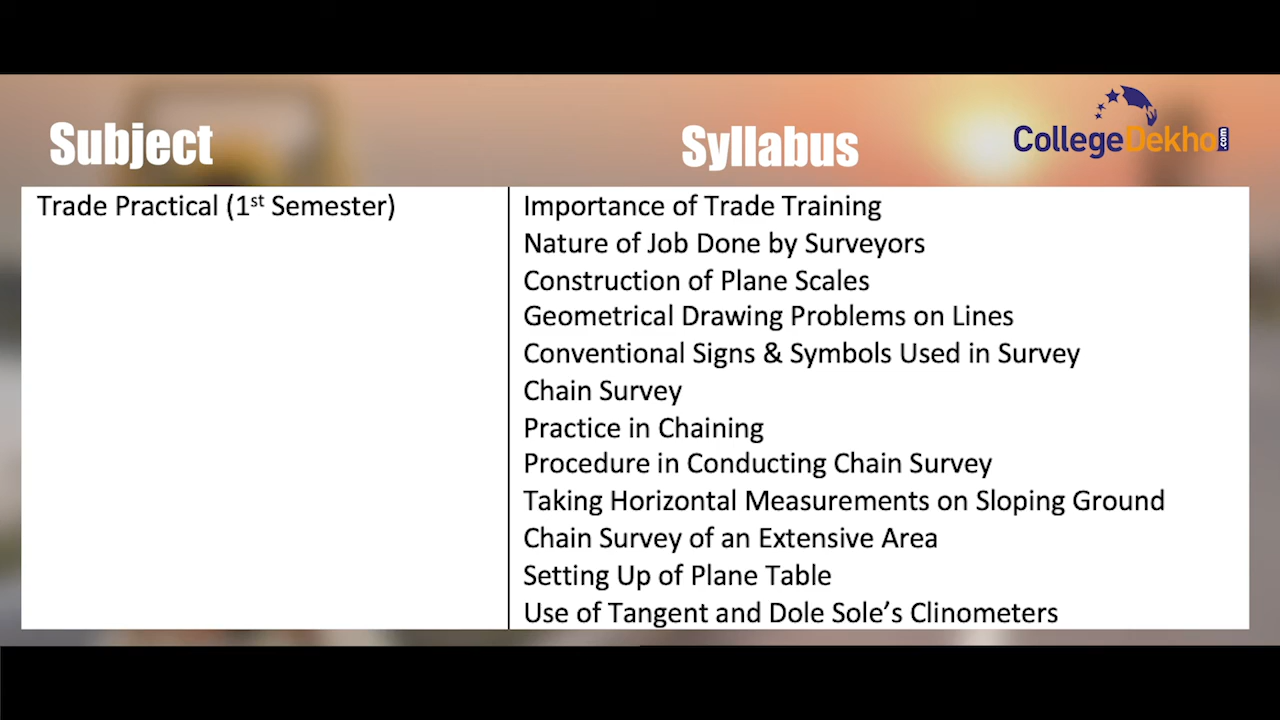 Subject
Syllabus
CollegeDekho.com
Trade Practical (1st Semester)
Importance of Trade Training
Nature of Job Done by Surveyors
Construction of Plane Scales
Geometrical Drawing Problems on Lines
Conventional Signs & Symbols Used in Survey
Chain Survey
Practice in Chaining
Procedure in Conducting Chain Survey
Taking Horizontal Measurements on Sloping Ground
Chain Survey of an Extensive Area
Setting Up of Plane Table
Use of Tangent and Dole Sole’s Clinometers